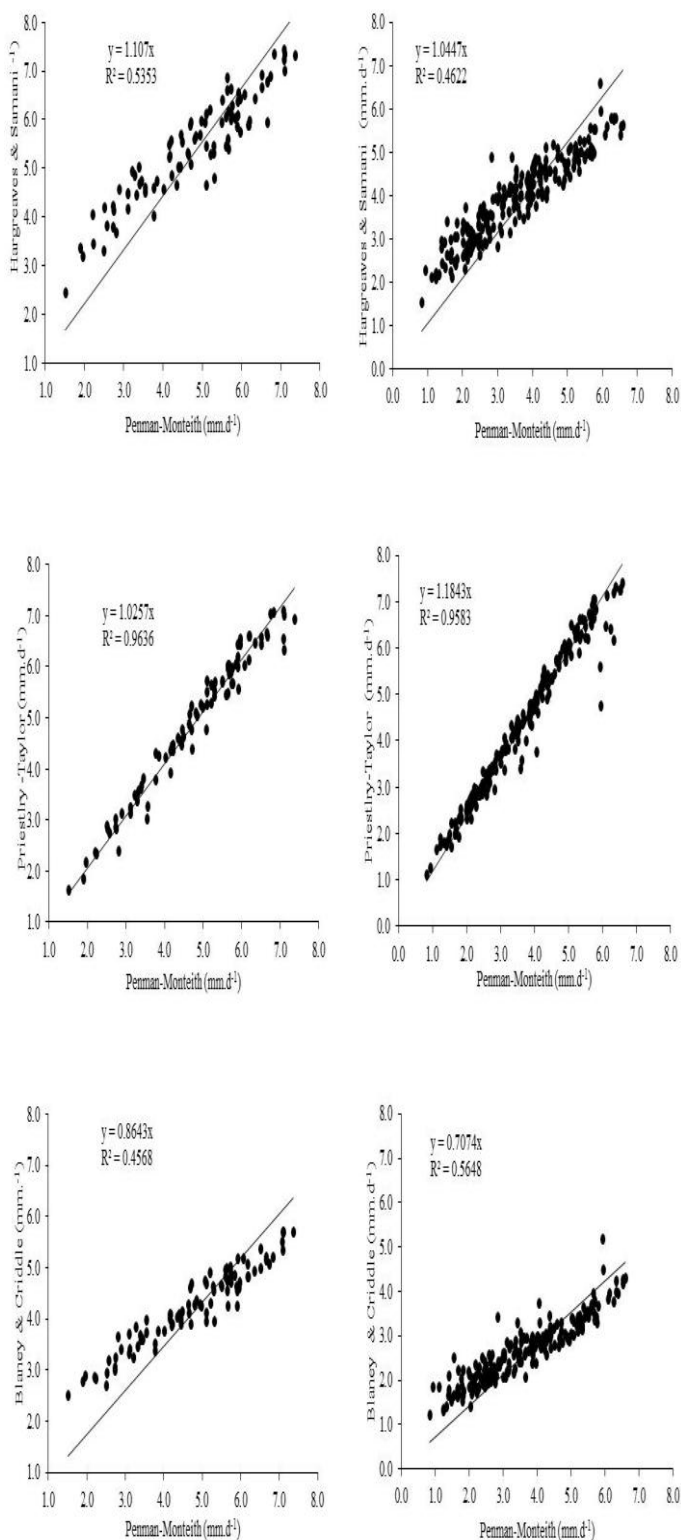 Hargreaves & Samani -1)
8.0
7.0
6.0
5.0
4.0
3.0
2.0
1.0
y = 1.107x
R² = 0.5353
1.0 2.0 3.0 4.0 5.0 6.0 7.0 8.0
Penman-Monteith (mm.d-1)
Hargreaves & Samani (mm.d-1)
8.0
7.0
6.0
5.0
4.0
3.0
2.0
1.0
0.0
y = 1.0447x
R² = 0.4622
0.0 1.0 2.0 3.0 4.0 5.0 6.0 7.0 8.0
Penman-Monteith (mm.d-1)
Priestlry -Taylor (mm.d-1)
8.0
7.0
6.0
5.0
4.0
3.0
2.0
1.0
y = 1.0257x
R² = 0.9636
1.0 2.0 3.0 4.0 5.0 6.0 7.0 8.0
Penman-Monteith (mm.d-1)
Priestlry-Taylor (mm.d-1)
8.0
7.0
6.0
5.0
4.0
3.0
2.0
1.0
0.0
y = 1.1843x
R² = 0.9583
0.0 1.0 2.0 3.0 4.0 5.0 6.0 7.0 8.0
Penman-Monteith (mm.d-1)
Blaney & Criddle (mm.-1)
8.0
7.0
6.0
5.0
4.0
3.0
2.0
1.0
y = 0.8643x
R² = 0.4568
1.0 2.0 3.0 4.0 5.0 6.0 7.0 8.0
Penman-Monteith (mm.d-1)
Blaney & Criddle (mm.d-1)
8.0
7.0
6.0
5.0
4.0
3.0
2.0
1.0
0.0
y = 0.7074x
R² = 0.5648
0.0 1.0 2.0 3.0 4.0 5.0 6.0 7.0 8.0
Penman-Monteith (mm.d-1)